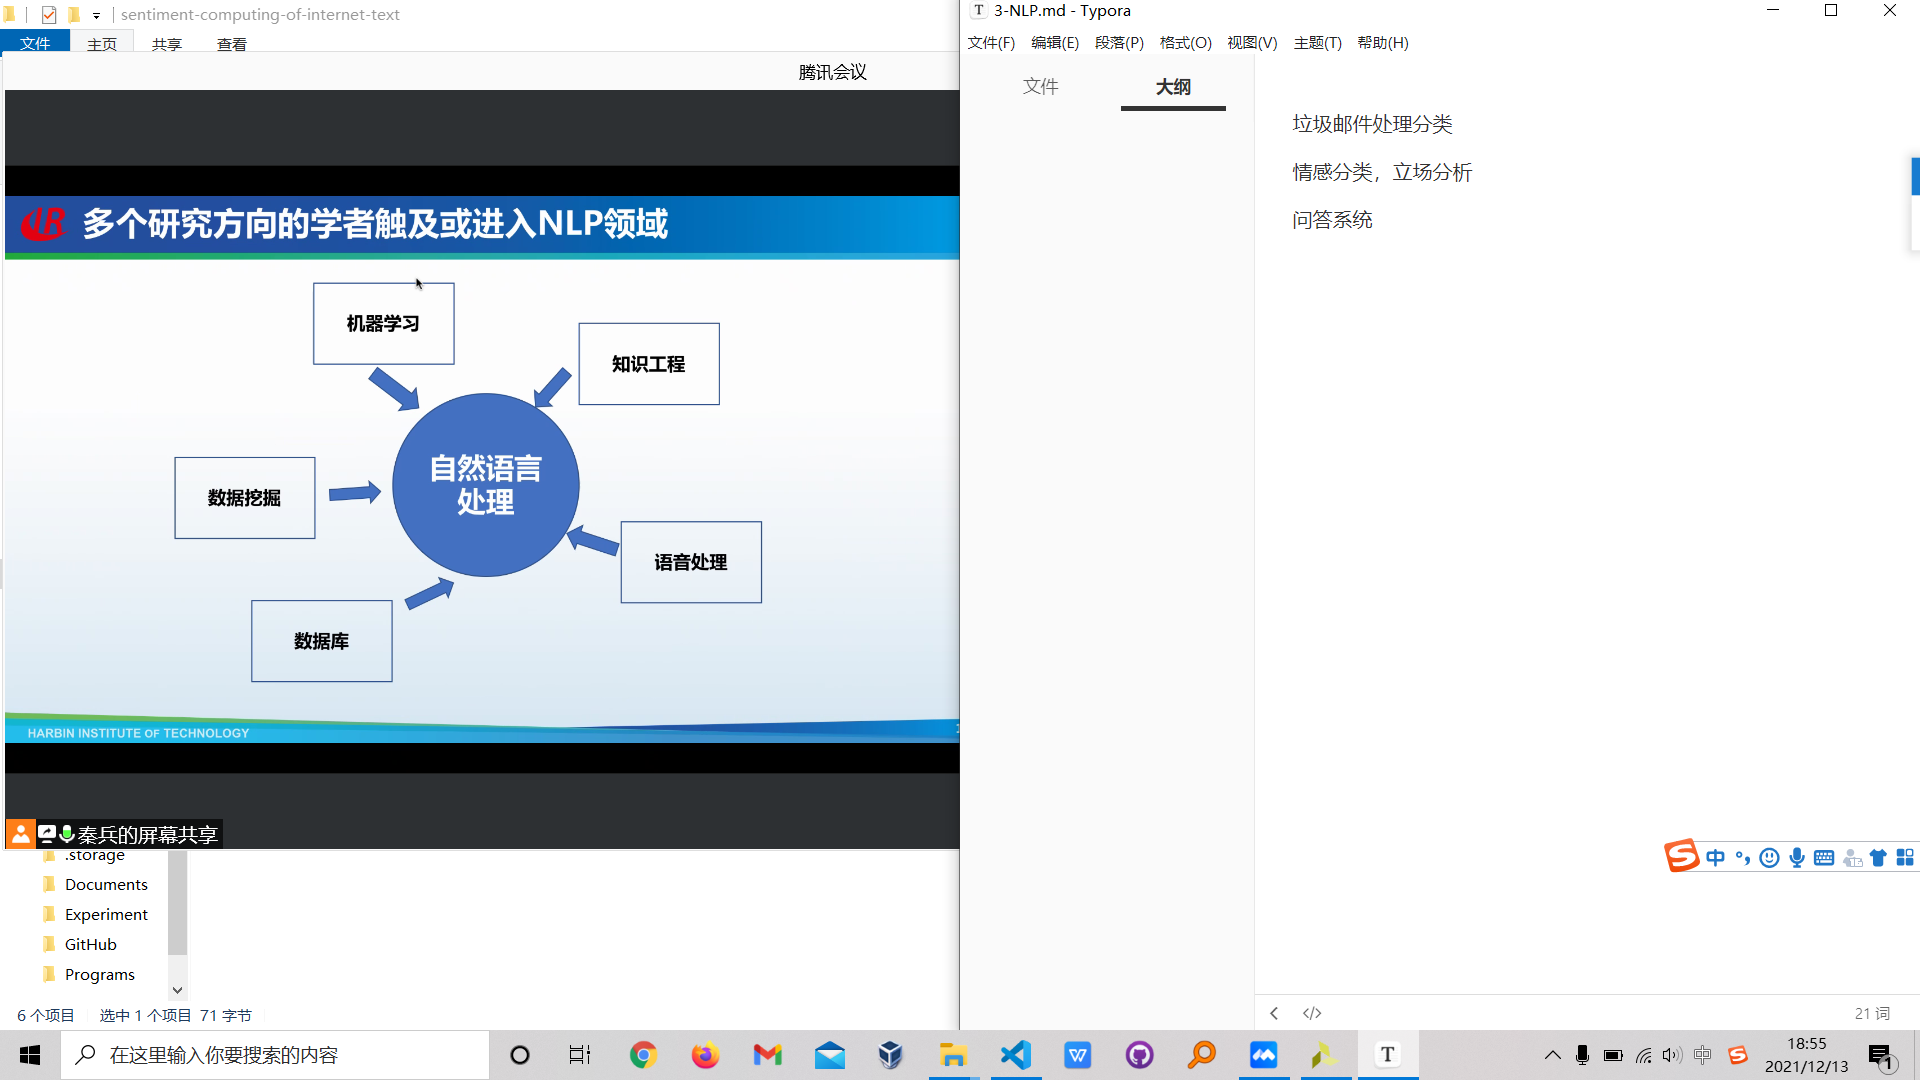 sentiment-computing-of-internet-text
文件 主页 共享 查看
腾讯会议
多个研究方向的学者触及或进入NLP领域
机器学习
知识工程
自然语言
处理
数据挖掘
语音处理
数据库
HARBIN INSTITUTE OF TECHNOLOGY
秦兵的屏幕共享
.storage
Documents
Experiment
GitHub
Programs
6 个项目 选中 1 个项目 71 字节
T 3-NLP.md - Typora
文件(F) 编辑(E) 段落(P) 格式(O) 视图(V) 主题(T) 帮助(H)
文件 大纲
垃圾邮件处理分类
情感分类，立场分析
问答系统
中
21 词
在这里输入你要搜索的内容
T
中
18:55
2021/12/13
1